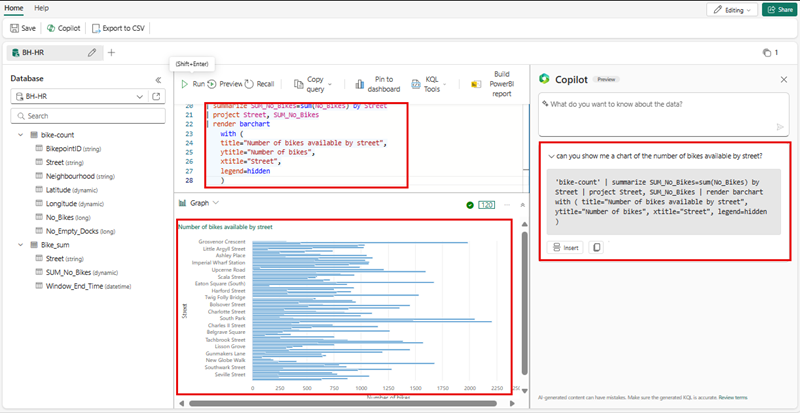 Home Help
Editing Share
Save Copilot Export to CSV
BH-HR 1
(Shift+Enter)
Database
BH-HR
Search
bike-count
BikepointID (string)
Street (string)
Neighbourhood (string)
Latitude (dynamic)
Longitude (dynamic)
No_Bikes (long)
No_Empty_Docks (long)
Bike_sum
Street (string)
SUM_No_Bikes (dynamic)
Window_End_Time (datetime)
Run Preview Recall Copy query Pin to dashboard KQL Tools Build PowerBI report
20 | summarize SUM_No_Bikes=sum(No_Bikes) by Street
21 | project Street, SUM_No_Bikes
22 | render barchart
23 with (
24 title="Number of bikes available by street",
25 ytitle="Number of bikes",
26 xtitle="Street",
27 legend=hidden
28 )
Graph 120
Number of bikes available by street
Street
Grosvenor Crescent
Little Argyll Street
Ashley Place
Imperial Wharf Station
Upcerne Road
Scala Street
Eaton Square (South)
Harford Street
Twig Folly Bridge
Bolsover Street
Charlotte Street
South Park
Charles II Street
Belgrave Square
Tachbrook Street
Lisson Grove
Gunmakers Lane
New Globe Walk
Southwark Street
Seville Street
0 250 500 750 1000 1250 1500 1750 2000 2250
Number of bikes
Copilot Preview
What do you want to know about the data?
can you show me a chart of the number of bikes available by street?
'bike-count' | summarize SUM_No_Bikes=sum(No_Bikes) by
Street | project Street, SUM_No_Bikes | render barchart
with ( title="Number of bikes available by street",
ytitle="Number of bikes", xtitle="Street", legend=hidden
)
Insert
AI-generated content can have mistakes. Make sure the generated KQL is accurate. Review terms